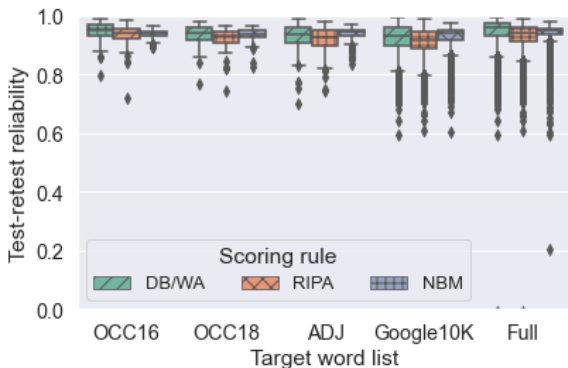 Test-retest reliability
1.0
0.8
0.6
0.4
0.2
0.0
Scoring rule
DB/WA RIPA NBM
OCC16 OCC18 ADJ Google10K Full
Target word list